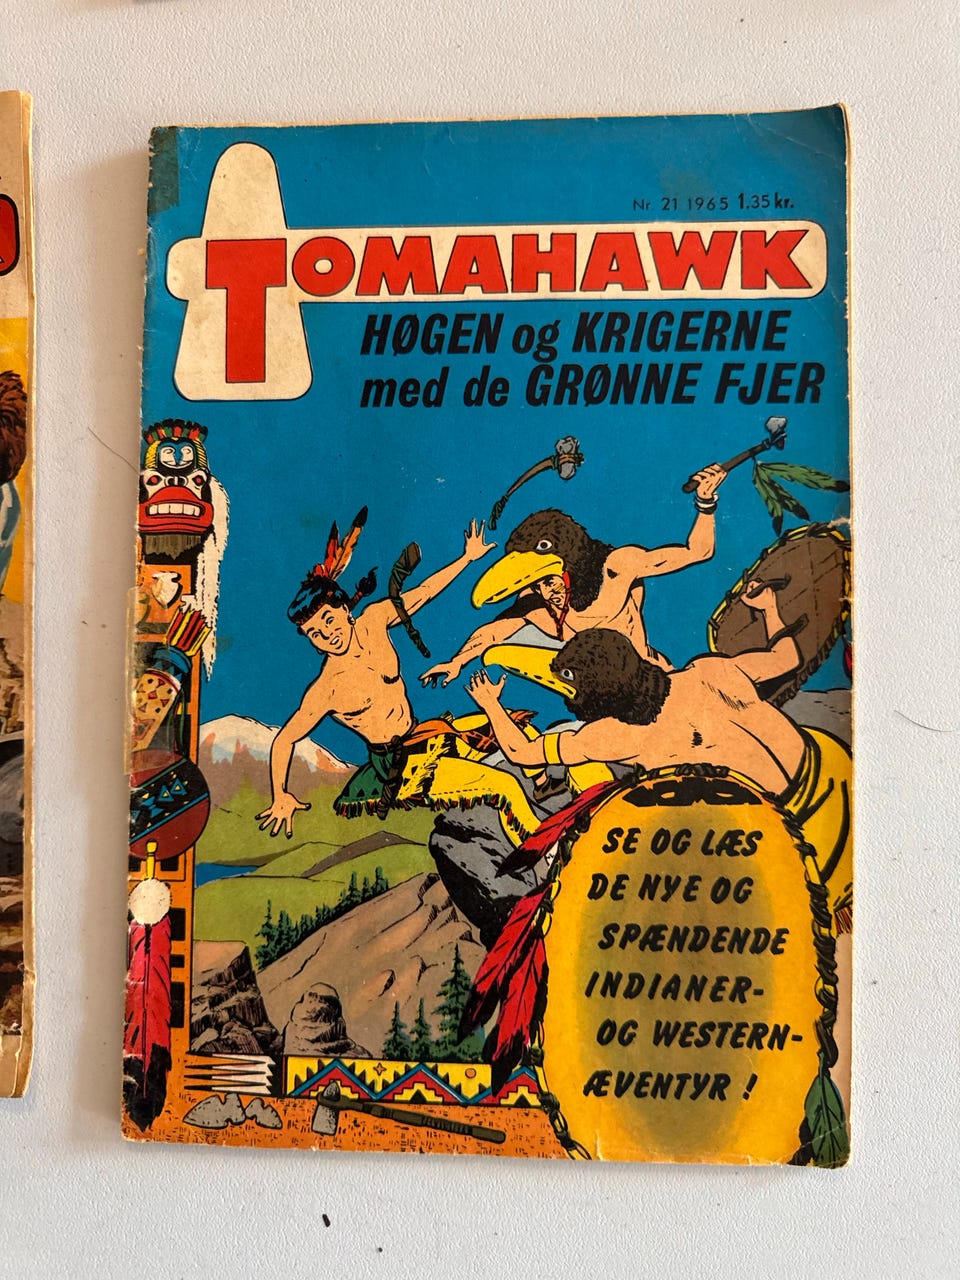 Nr. 21 1965 1.35 kr.
TOMAHAWK
HØGEN og KRIGERNE
med de GRØNNE FJER
SE OG LÆS
DE NYE OG
SPÆNDENDE
INDIANER-
OG WESTERN-
ÆVENTYR !